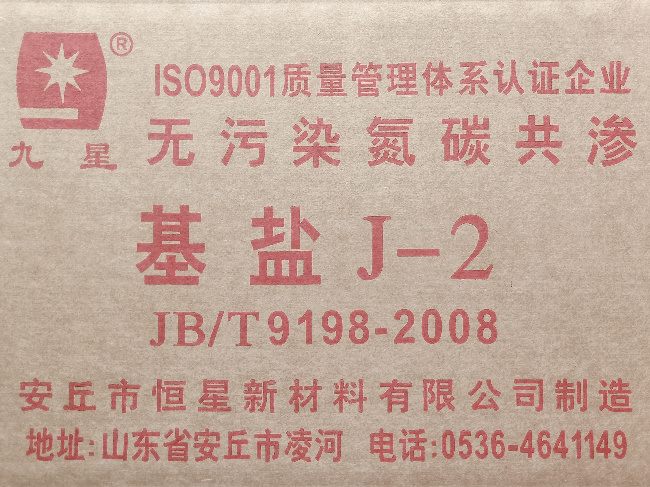 ®
ISO9001质量管理体系认证企业
九星
无污染氮碳共渗
基盐J-2
JB/T9198-2008
安丘市恒星新材料有限公司制造
地址:山东省安丘市凌河 电话:0536-4641149